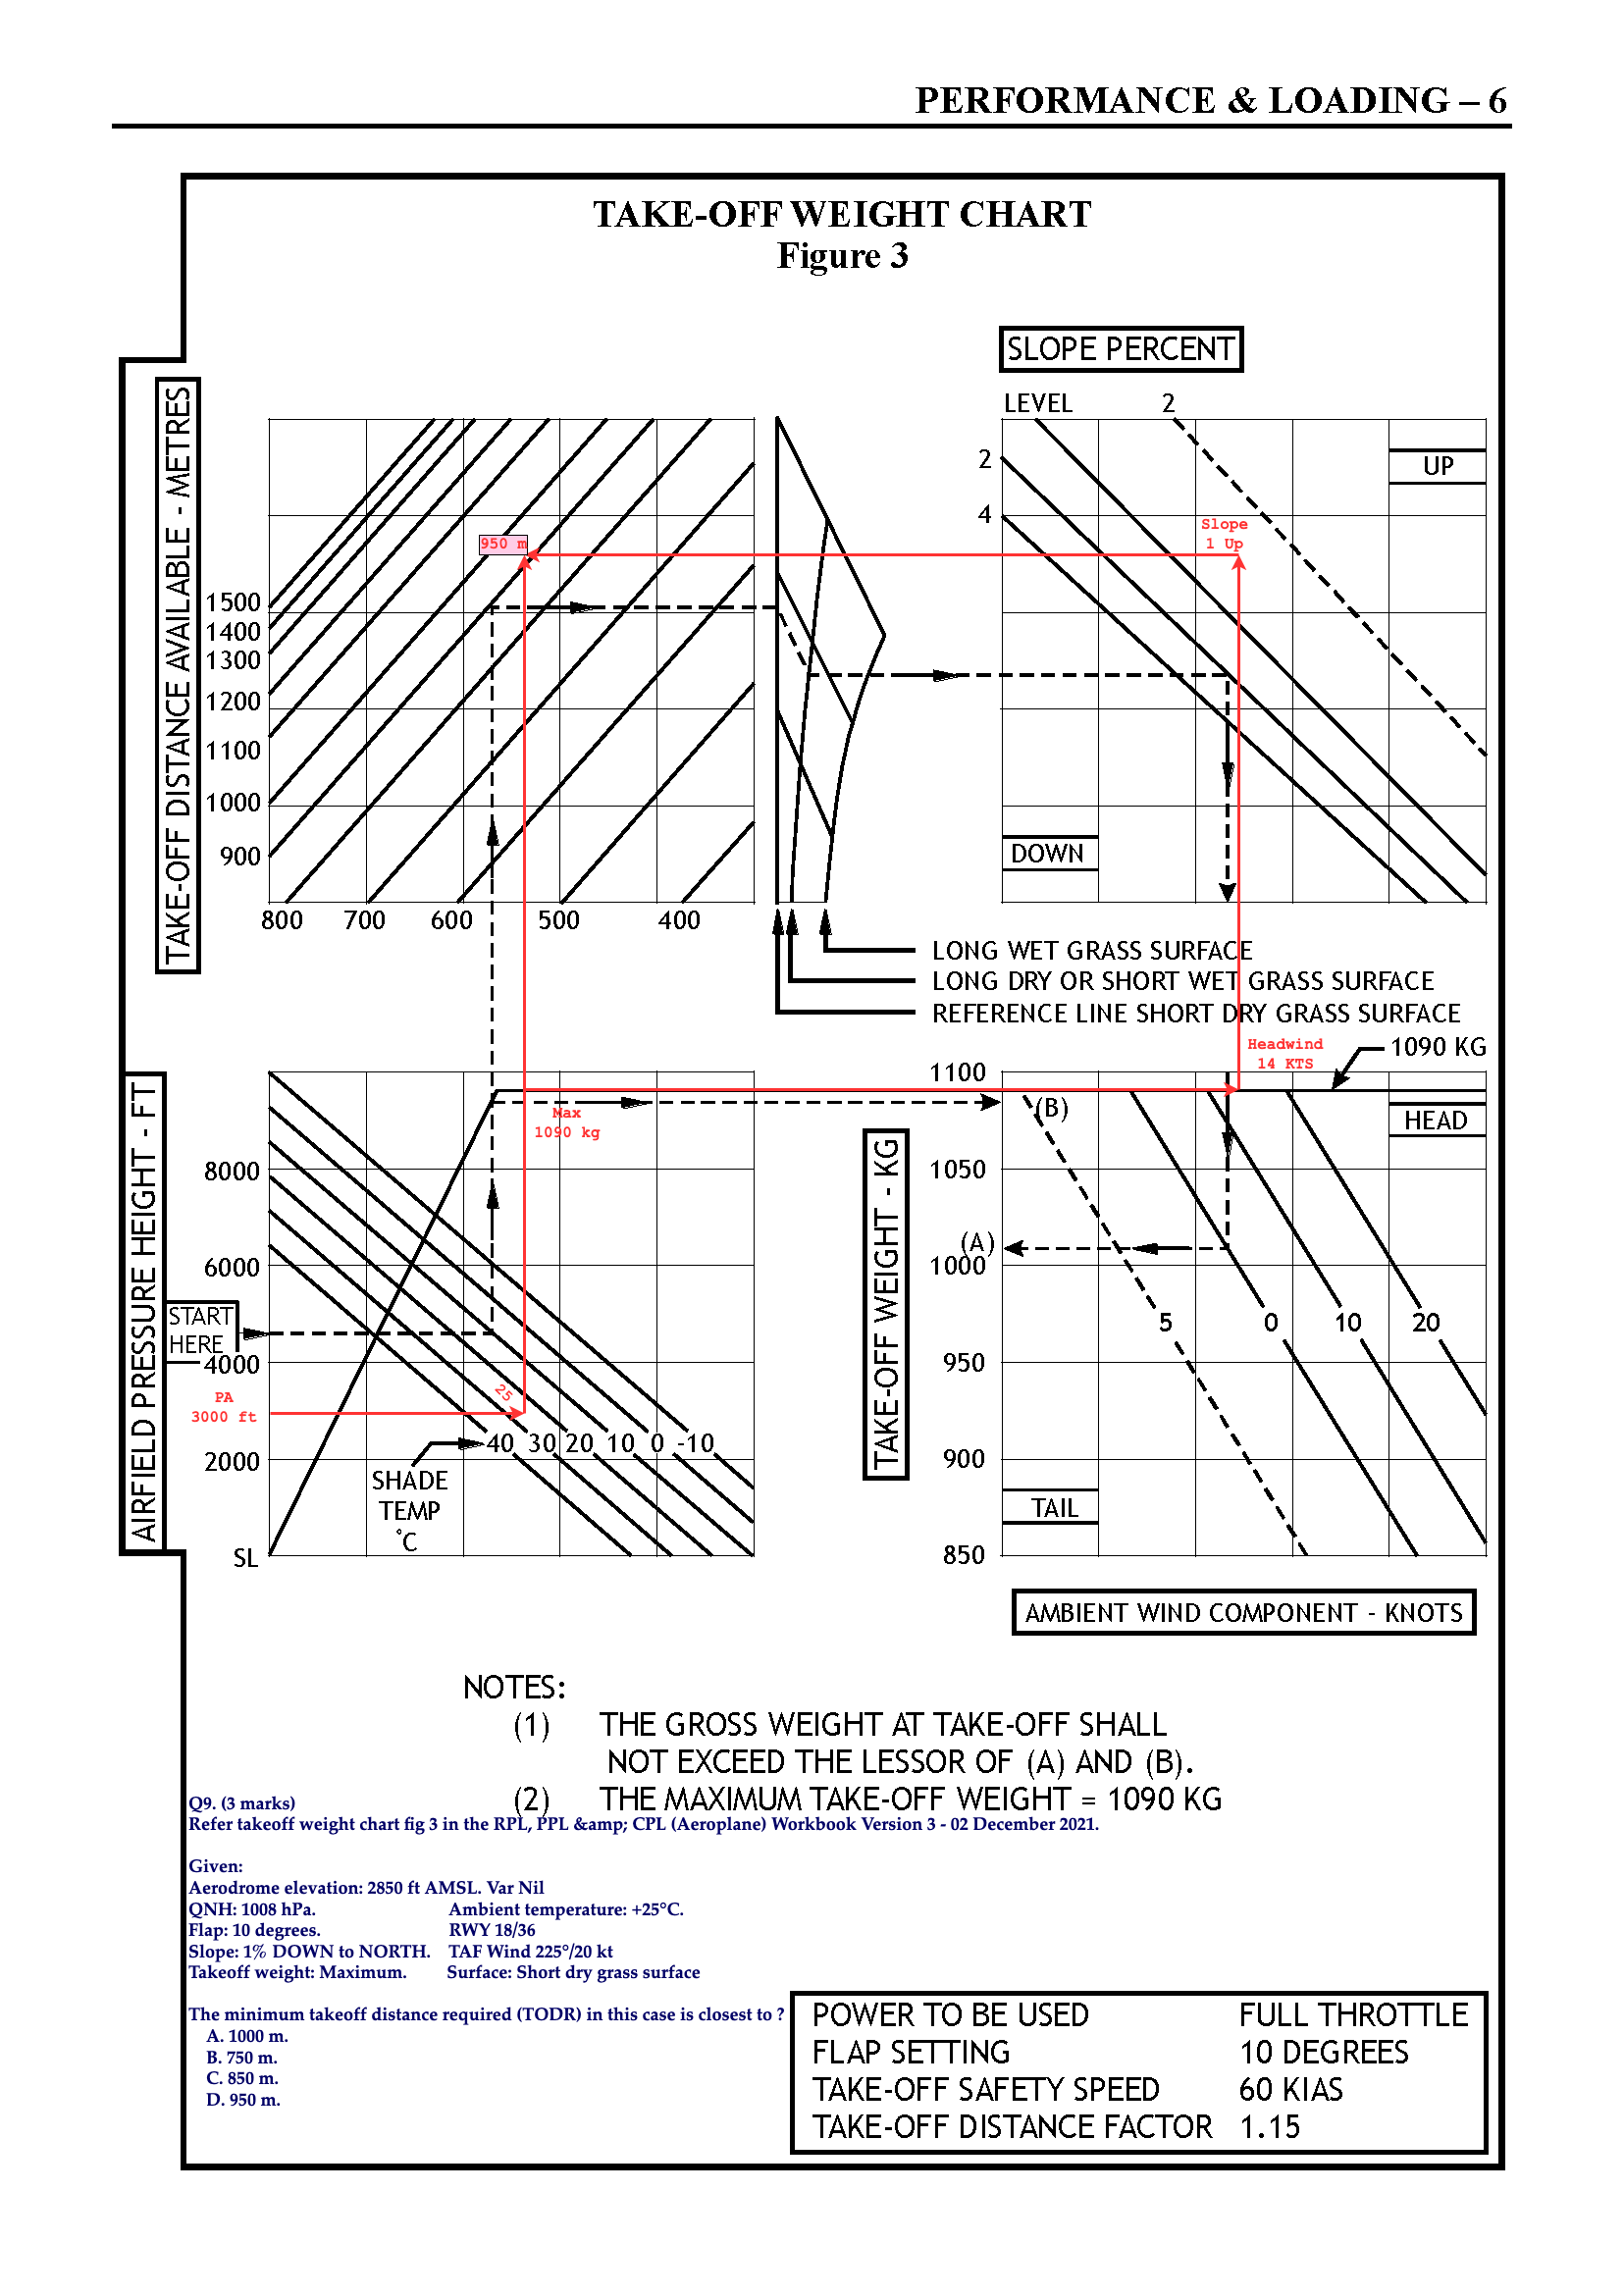 PERFORMANCE & LOADING – 6
TAKE-OFF WEIGHT CHART
Figure 3
SLOPE PERCENT
TAKE-OFF DISTANCE AVAILABLE - METRES
LEVEL 2
2
4
UP
Slope
1 Up
950 m
1500
1400
1300
1200
1100
1000
900
800 700 600 500 400
DOWN
LONG WET GRASS SURFACE
LONG DRY OR SHORT WET GRASS SURFACE
REFERENCE LINE SHORT DRY GRASS SURFACE
Headwind
14 KTS
1090 KG
AIRFIELD PRESSURE HEIGHT - FT
8000
6000
START
HERE
4000
PA
3000 ft
2000
SL
Max
1090 kg
25
40 30 20 10 0 -10
SHADE
TEMP
°C
TAKE-OFF WEIGHT - KG
1100
1050
(A)
1000
950
900
850
(B)
HEAD
5 0 10 20
TAIL
AMBIENT WIND COMPONENT - KNOTS
NOTES:
(1) THE GROSS WEIGHT AT TAKE-OFF SHALL
NOT EXCEED THE LESSOR OF (A) AND (B).
(2) THE MAXIMUM TAKE-OFF WEIGHT = 1090 KG
Q9. (3 marks)
Refer takeoff weight chart fig 3 in the RPL, PPL &amp; CPL (Aeroplane) Workbook Version 3 - 02 December 2021.
Given:
Aerodrome elevation: 2850 ft AMSL. Var Nil
QNH: 1008 hPa. Ambient temperature: +25°C.
Flap: 10 degrees. RWY 18/36
Slope: 1% DOWN to NORTH. TAF Wind 225°/20 kt
Takeoff weight: Maximum. Surface: Short dry grass surface
The minimum takeoff distance required (TODR) in this case is closest to ?
A. 1000 m.
B. 750 m.
C. 850 m.
D. 950 m.
POWER TO BE USED FULL THROTTLE
FLAP SETTING 10 DEGREES
TAKE-OFF SAFETY SPEED 60 KIAS
TAKE-OFF DISTANCE FACTOR 1.15